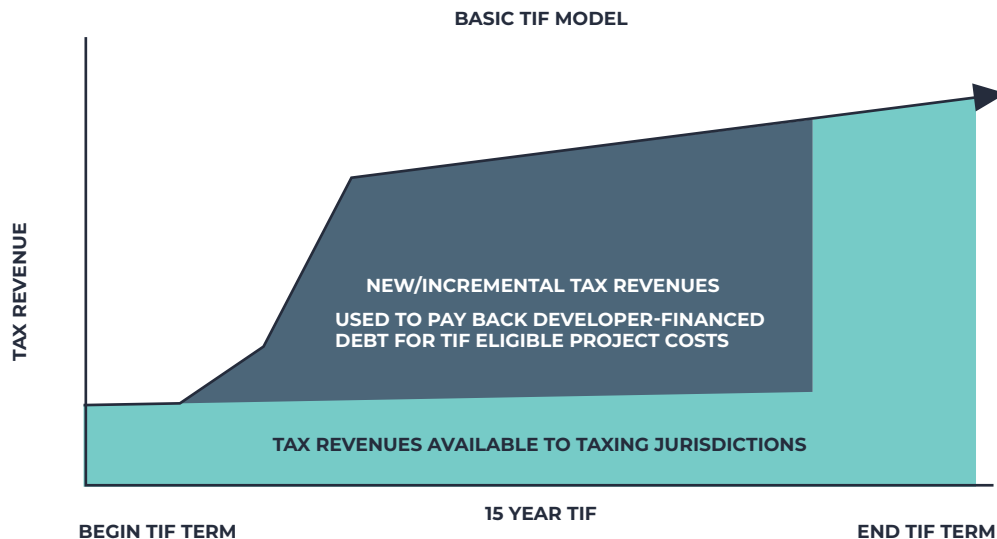 BASIC TIF MODEL
TAX REVENUE
NEW/INCREMENTAL TAX REVENUES
USED TO PAY BACK DEVELOPER-FINANCED
DEBT FOR TIF ELIGIBLE PROJECT COSTS
TAX REVENUES AVAILABLE TO TAXING JURISDICTIONS
15 YEAR TIF
BEGIN TIF TERM
END TIF TERM